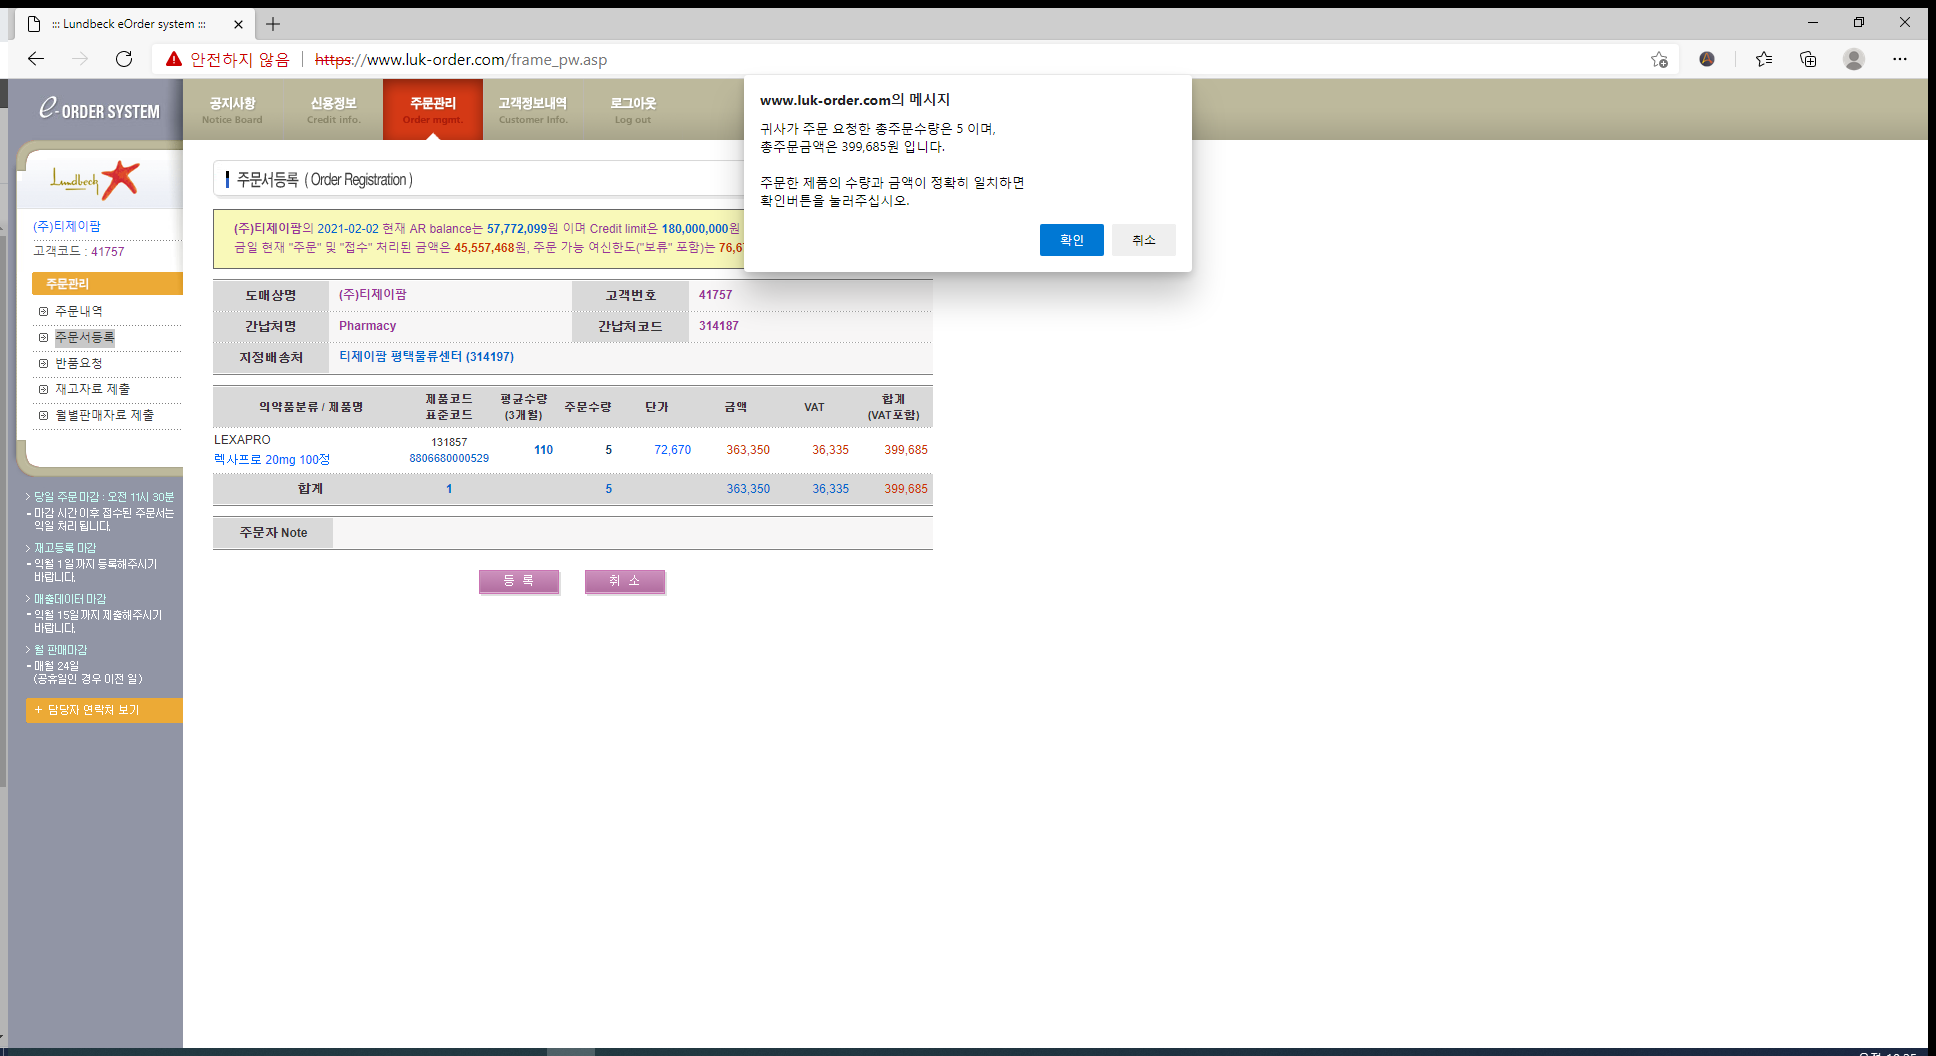 ::: Lundbeck eOrder system :::
안전하지 않음
https://www.luk-order.com/frame_pw.asp
e-ORDER SYSTEM
공지사항
Notice Board
신용정보
Credit info.
주문관리
Order mgmt.
고객정보내역
Customer Info.
로그아웃
Log out
www.luk-order.com의 메시지
귀사가 주문 요청한 총주문수량은 5 이며,
총주문금액은 399,685원 입니다.
주문한 제품의 수량과 금액이 정확히 일치하면
확인버튼을 눌러주십시오.
확인
취소
Lundbeck
(주)티제이팜
고객코드 : 41757
주문관리
주문내역
주문서등록
반품요청
재고자료 제출
월별판매자료 제출
> 당일 주문마감 : 오전 11시 30분
- 마감 시간이후 접수된 주문서는
익일 처리 됩니다.
> 재고등록 마감
- 익월 1일까지 등록해주시기
바랍니다.
> 매출데이터 마감
- 익월 15일까지 제출해주시기
바랍니다.
> 월 판매마감
- 매월 24일
(공휴일인 경우 이전 일)
+ 담당자 연락처 보기
주문서등록 ( Order Registration )
(주)티제이팜의 2021-02-02 현재 AR balance는 57,772,099원 이며 Credit limit은 180,000,000원
금일 현재 "주문" 및 "접수" 처리된 금액은 45,557,468원, 주문 가능 여신한도("보류" 포함)는 76,67
도매상명 (주)티제이팜 고객번호 41757
간납처명 Pharmacy 간납처코드 314187
지정배송처 티제이팜 평택물류센터 (314197)
의약품분류 / 제품명 제품코드 표준코드 평균수량 (3개월) 주문수량 단가 금액 VAT 합계 (VAT포함)
LEXAPRO
렉사프로 20mg 100정
131857
8806680000529
110 5 72,670 363,350 36,335 399,685
합계 1 5 363,350 36,335 399,685
주문자 Note
등 록
취 소